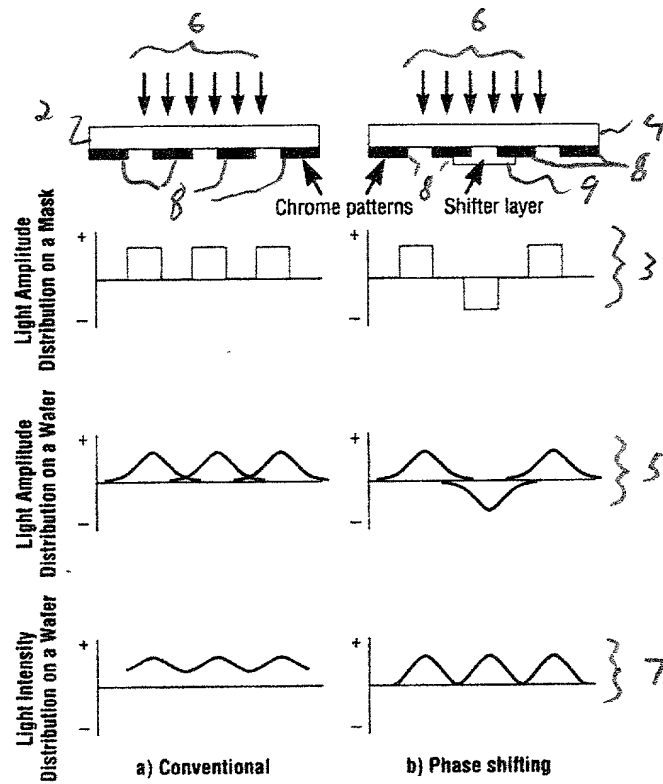 6
6
2
4
8
8
9
8
Chrome patterns
Shifter layer
Light Amplitude
Distribution on a Mask
+
−
+
−
3
Light Amplitude
Distribution on a Wafer
+
−
+
−
5
Light Intensity
Distribution on a Wafer
+
−
+
−
7
a) Conventional
b) Phase shifting